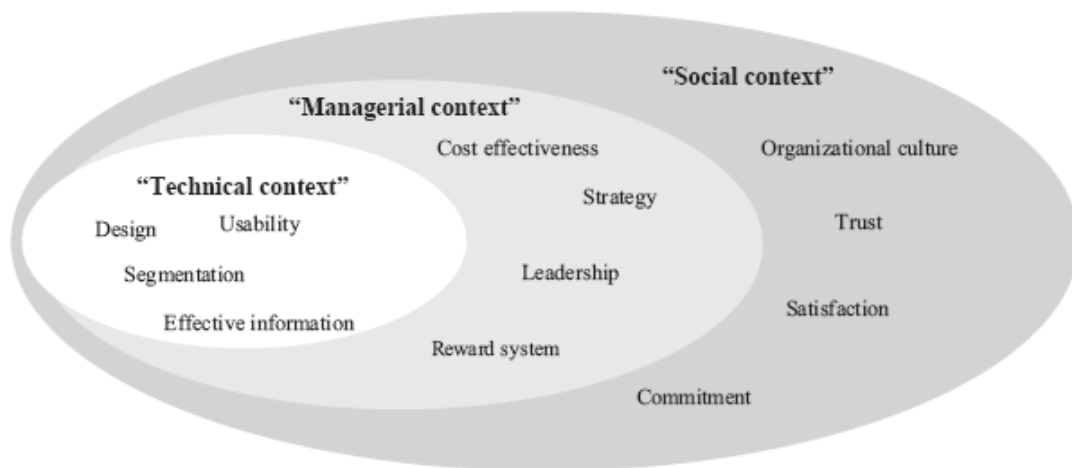 “Social context”
“Managerial context”
Cost effectiveness
Organizational culture
“Technical context”
Strategy
Design
Usability
Trust
Segmentation
Leadership
Satisfaction
Effective information
Reward system
Commitment